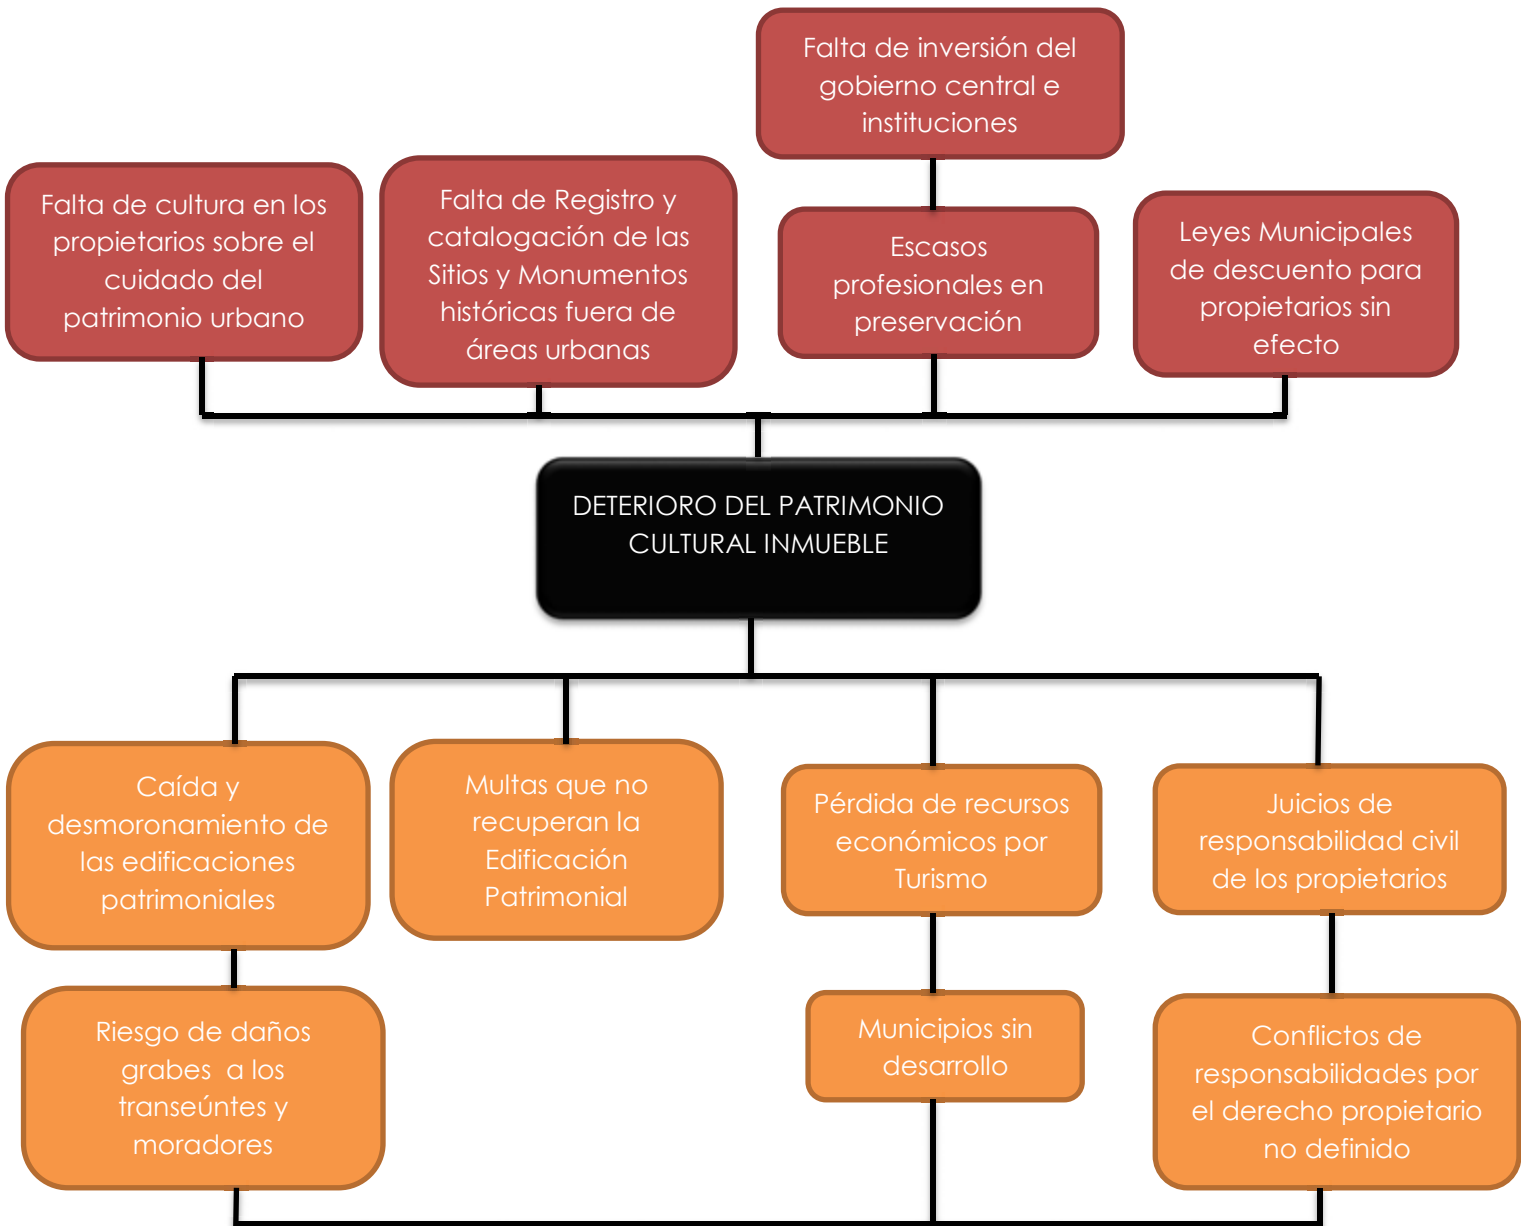 Falta de inversión del
gobierno central e
instituciones
Falta de cultura en los
propietarios sobre el
cuidado del
patrimonio urbano
Falta de Registro y
catalogación de las
Sitios y Monumentos
históricas fuera de
áreas urbanas
Escasos
profesionales en
preservación
Leyes Municipales
de descuento para
propietarios sin
efecto
DETERIORO DEL PATRIMONIO
CULTURAL INMUEBLE
Caída y
desmoronamiento de
las edificaciones
patrimoniales
Multas que no
recuperan la
Edificación
Patrimonial
Pérdida de recursos
económicos por
Turismo
Juicios de
responsabilidad civil
de los propietarios
Riesgo de daños
grabes a los
transeúntes y
moradores
Municipios sin
desarrollo
Conflictos de
responsabilidades por
el derecho propietario
no definido